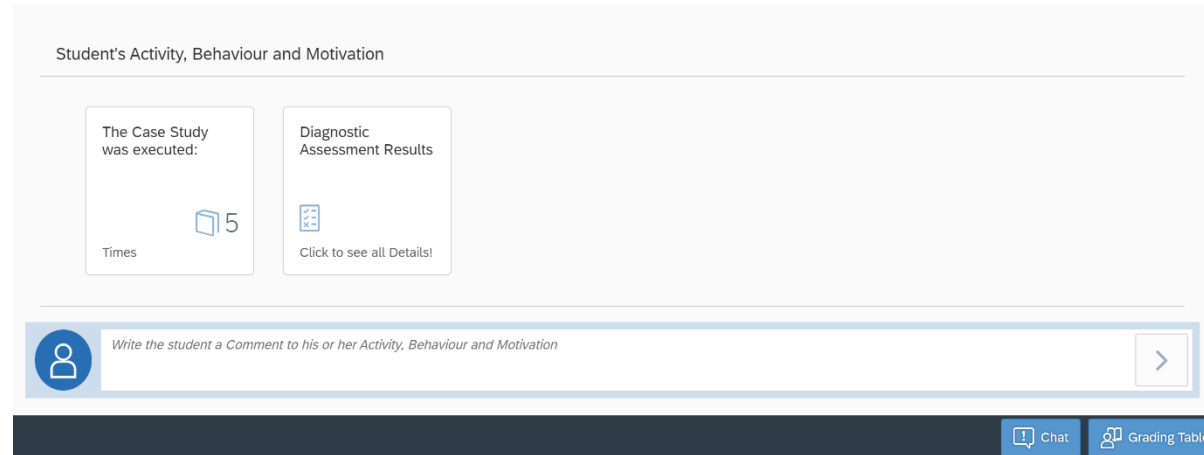 Student's Activity, Behaviour and Motivation
The Case Study
was executed:
5
Times
Diagnostic
Assessment Results
Click to see all Details!
Write the student a Comment to his or her Activity, Behaviour and Motivation
Chat
Grading